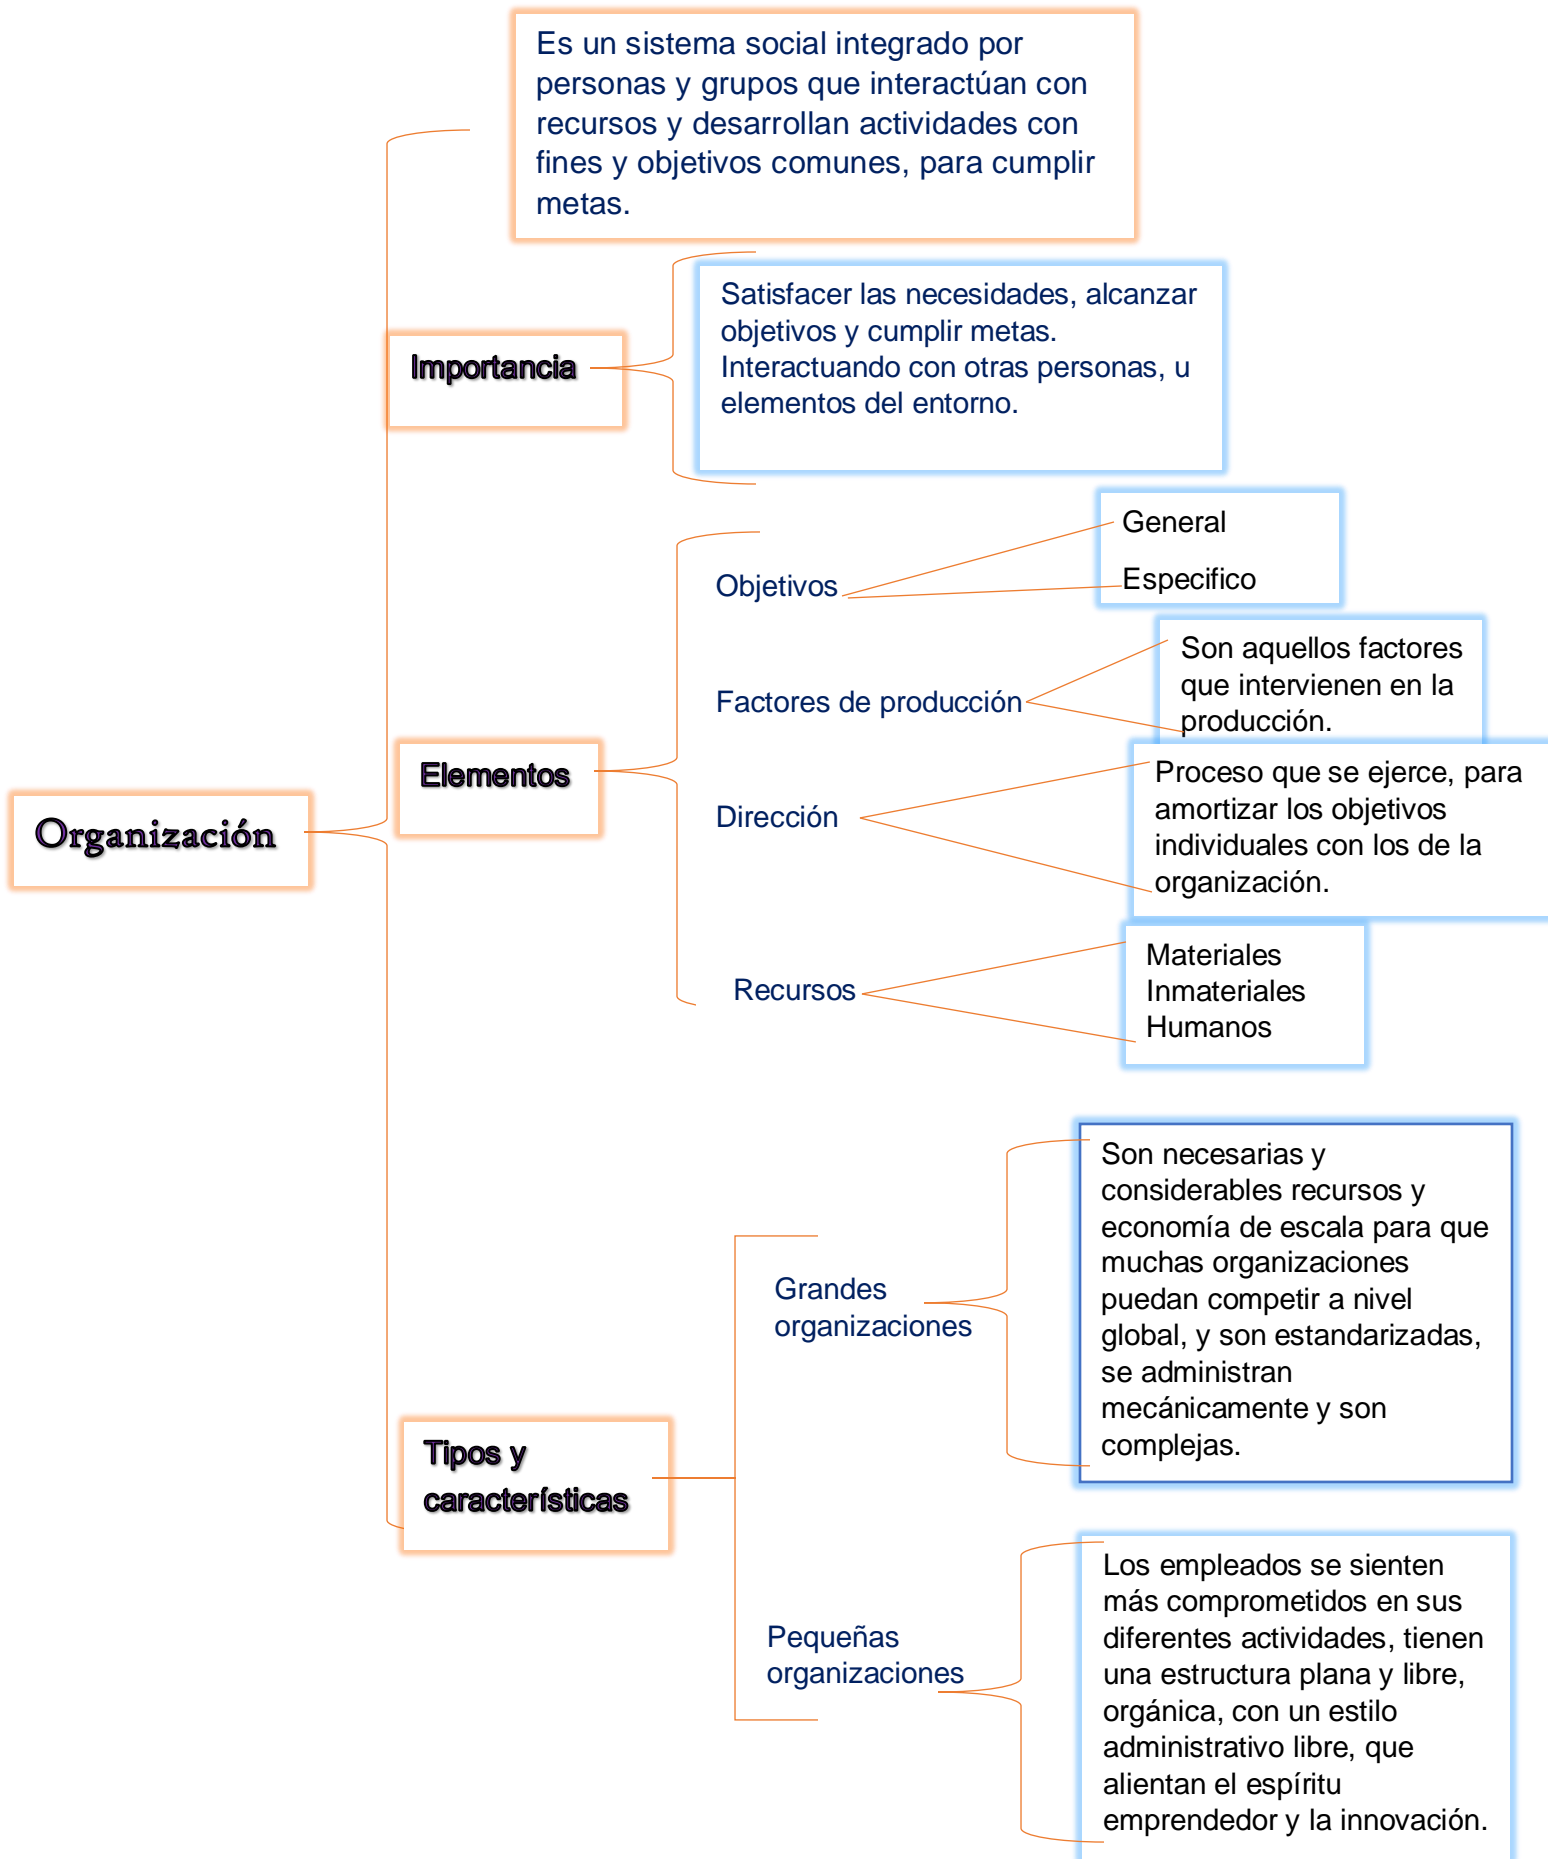 Es un sistema social integrado por
personas y grupos que interactúan con
recursos y desarrollan actividades con
fines y objetivos comunes, para cumplir
metas.
Importancia
Satisfacer las necesidades, alcanzar
objetivos y cumplir metas.
Interactuando con otras personas, u
elementos del entorno.
Organización
Elementos
Objetivos
General
Especifico
Factores de producción
Son aquellos factores
que intervienen en la
producción.
Dirección
Proceso que se ejerce, para
amortizar los objetivos
individuales con los de la
organización.
Recursos
Materiales
Inmateriales
Humanos
Tipos y
características
Grandes
organizaciones
Son necesarias y
considerables recursos y
economía de escala para que
muchas organizaciones
puedan competir a nivel
global, y son estandarizadas,
se administran
mecánicamente y son
complejas.
Pequeñas
organizaciones
Los empleados se sienten
más comprometidos en sus
diferentes actividades, tienen
una estructura plana y libre,
orgánica, con un estilo
administrativo libre, que
alientan el espíritu
emprendedor y la innovación.